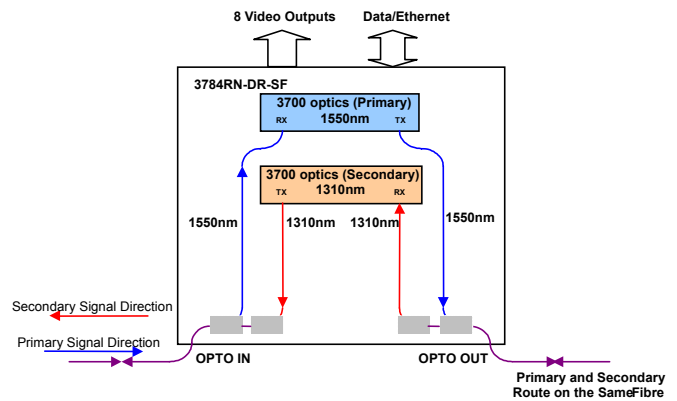 8 Video Outputs
Data/Ethernet
3784RN-DR-SF
3700 optics (Primary)
RX 1550nm TX
3700 optics (Secondary)
TX 1310nm RX
1550nm
1310nm
1310nm
1550nm
Secondary Signal Direction
Primary Signal Direction
OPTO IN
OPTO OUT
Primary and Secondary
Route on the SameFibre